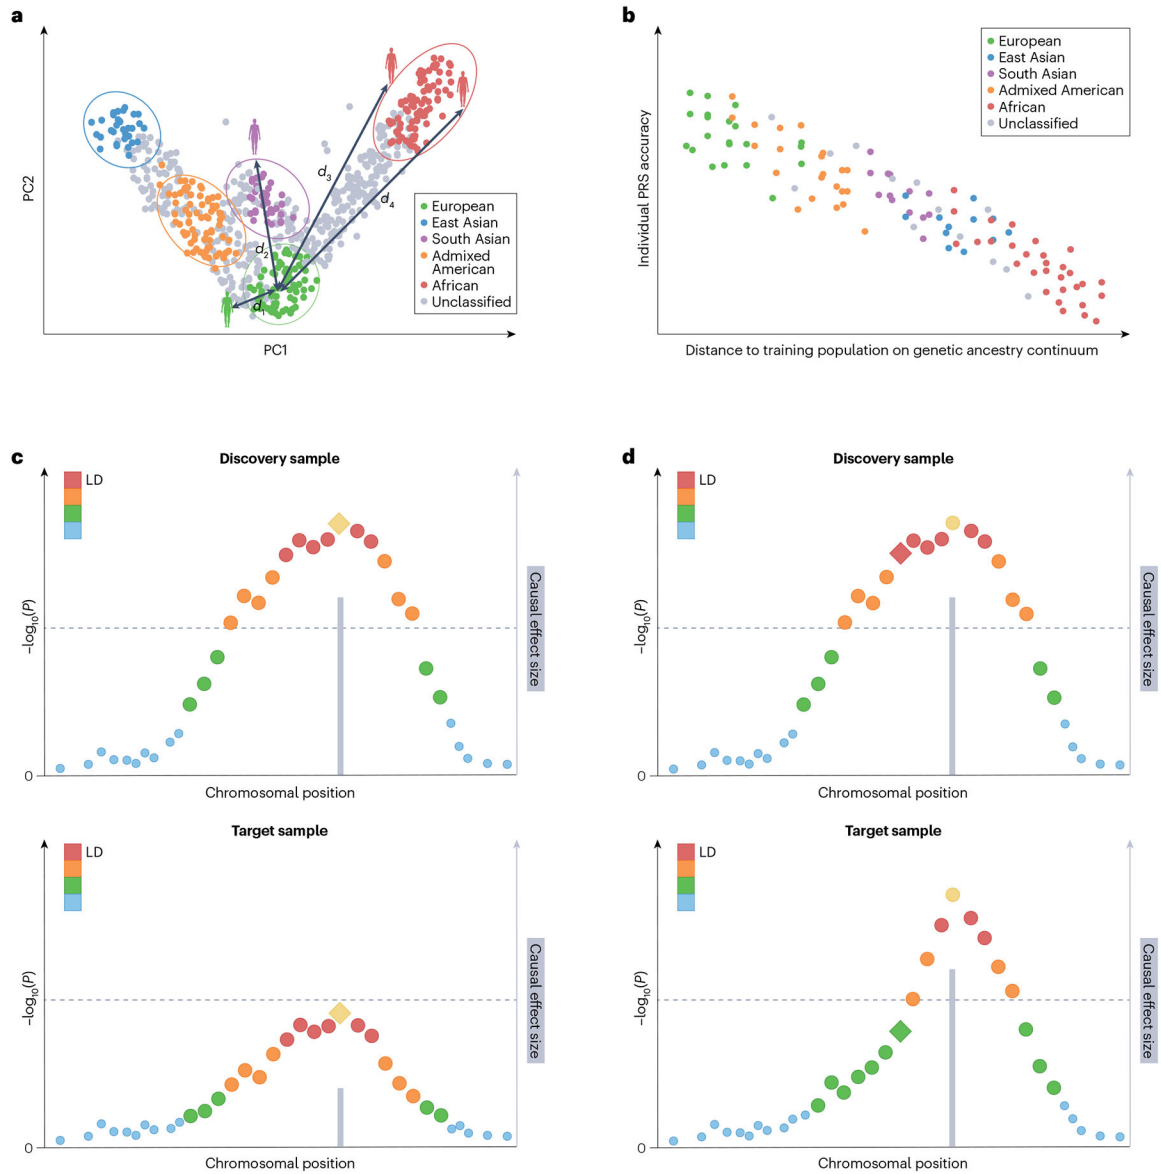 a
PC2
PC1
d3
d4
d2
d1
European
East Asian
South Asian
Admixed
American
African
Unclassified
b
Individual PRS accuracy
Distance to training population on genetic ancestry continuum
European
East Asian
South Asian
Admixed American
African
Unclassified
c
Discovery sample
LD
–log10(P)
Causal effect size
0
Chromosomal position
Target sample
LD
–log10(P)
Causal effect size
0
Chromosomal position
d
Discovery sample
LD
–log10(P)
Causal effect size
0
Chromosomal position
Target sample
LD
–log10(P)
Causal effect size
0
Chromosomal position